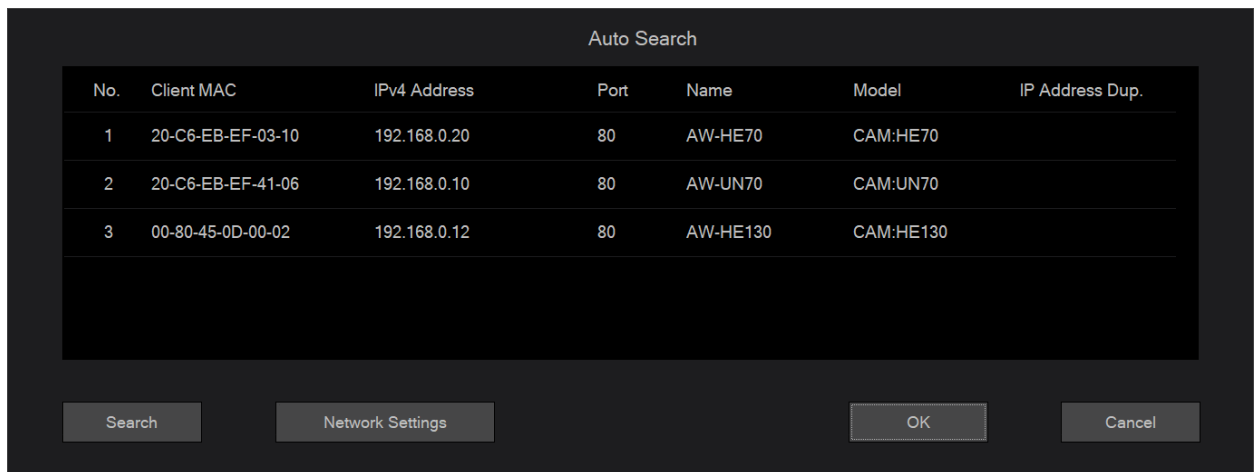 Auto Search
No. Client MAC IPv4 Address Port Name Model IP Address Dup.
1 20-C6-EB-EF-03-10 192.168.0.20 80 AW-HE70 CAM:HE70
2 20-C6-EB-EF-41-06 192.168.0.10 80 AW-UN70 CAM:UN70
3 00-80-45-0D-00-02 192.168.0.12 80 AW-HE130 CAM:HE130
Search Network Settings OK Cancel